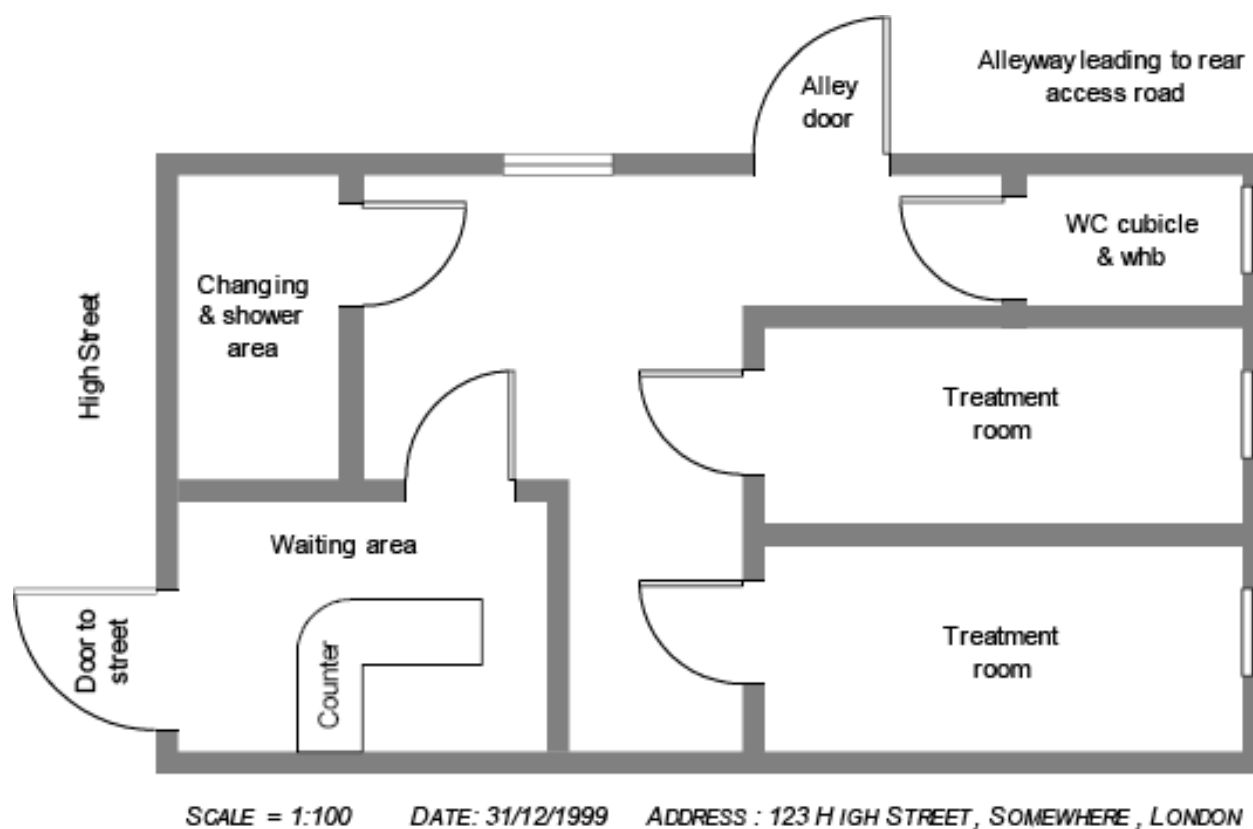 Alleyway leading to rear
access road
Alley
door
WC cubicle
& whb
Changing
& shower
area
High Street
Treatment
room
Waiting area
Door to
street
Counter
Treatment
room
SCALE = 1:100 DATE: 31/12/1999 ADDRESS : 123 HIGH STREET, SOMEWHERE , LONDON